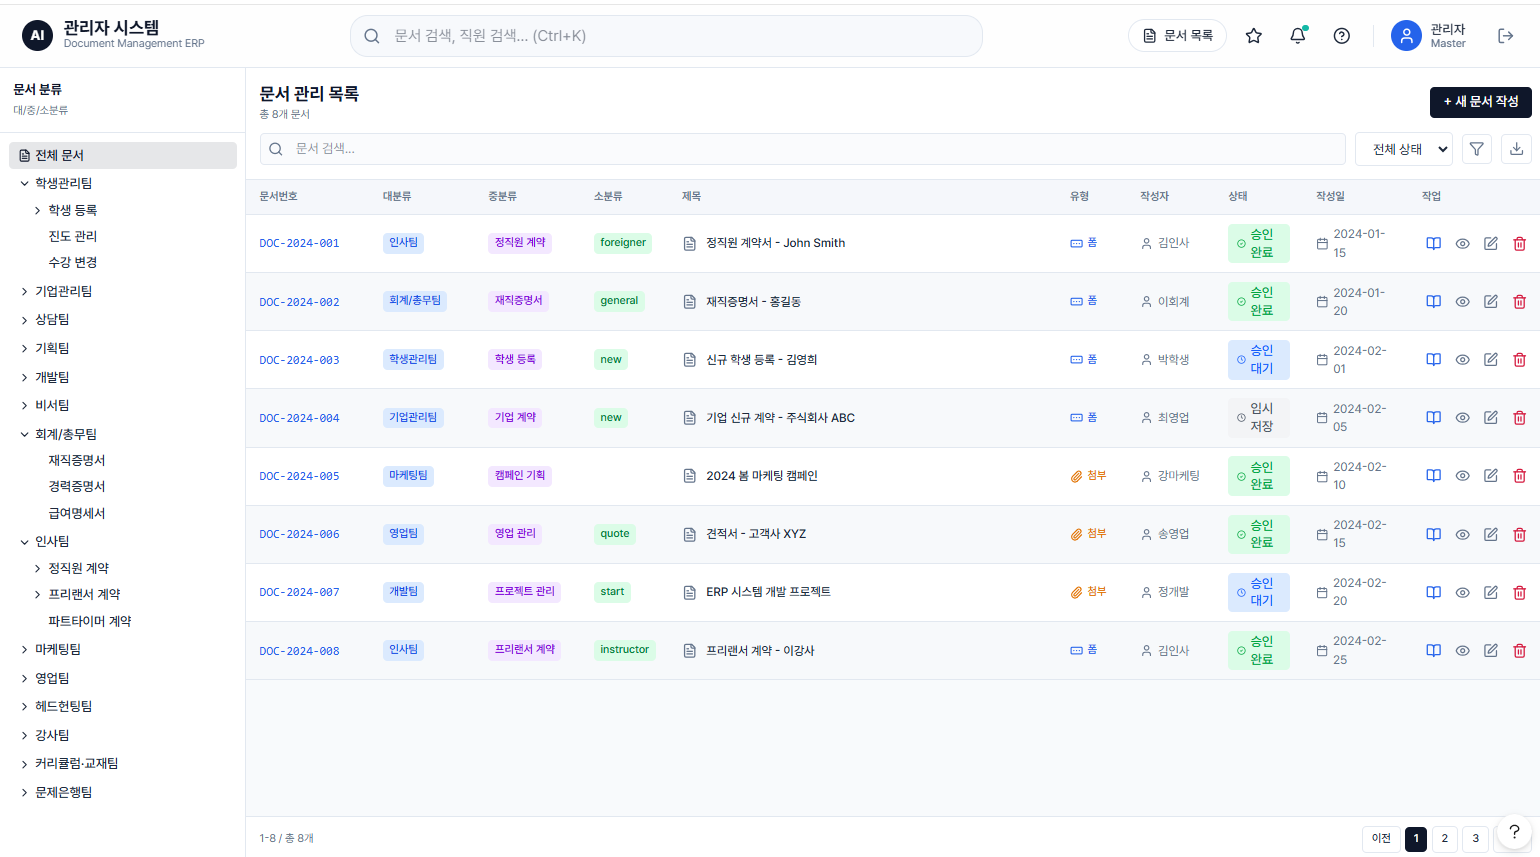 AI
관리자 시스템
Document Management ERP
문서 검색, 직원 검색... (Ctrl+K)
문서 목록
관리자
Master
문서 분류
대/중/소분류
전체 문서
학생관리팀
학생 등록
진도 관리
수강 변경
기업관리팀
상담팀
기획팀
개발팀
비서팀
회계/총무팀
재직증명서
경력증명서
급여명세서
인사팀
정직원 계약
프리랜서 계약
파트타이머 계약
마케팅팀
영업팀
헤드헌팅팀
강사팀
커리큘럼·교재팀
문제은행팀
문서 관리 목록
총 8개 문서
+ 새 문서 작성
문서 검색...
전체 상태
문서번호 대분류 중분류 소분류 제목 유형 작성자 상태 작성일 작업
DOC-2024-001 인사팀 정직원 계약 foreigner 정직원 계약서 - John Smith 폼 김인사 승인 완료 2024-01-15
DOC-2024-002 회계/총무팀 재직증명서 general 재직증명서 - 홍길동 폼 이회계 승인 완료 2024-01-20
DOC-2024-003 학생관리팀 학생 등록 new 신규 학생 등록 - 김영희 폼 박학생 승인 대기 2024-02-01
DOC-2024-004 기업관리팀 기업 계약 new 기업 신규 계약 - 주식회사 ABC 폼 최영업 임시 저장 2024-02-05
DOC-2024-005 마케팅팀 캠페인 기획 2024 봄 마케팅 캠페인 첨부 강마케팅 승인 완료 2024-02-10
DOC-2024-006 영업팀 영업 관리 quote 견적서 - 고객사 XYZ 첨부 송영업 승인 완료 2024-02-15
DOC-2024-007 개발팀 프로젝트 관리 start ERP 시스템 개발 프로젝트 첨부 정개발 승인 대기 2024-02-20
DOC-2024-008 인사팀 프리랜서 계약 instructor 프리랜서 계약 - 이강사 폼 김인사 승인 완료 2024-02-25
1-8 / 총 8개
이전 1 2 3
?